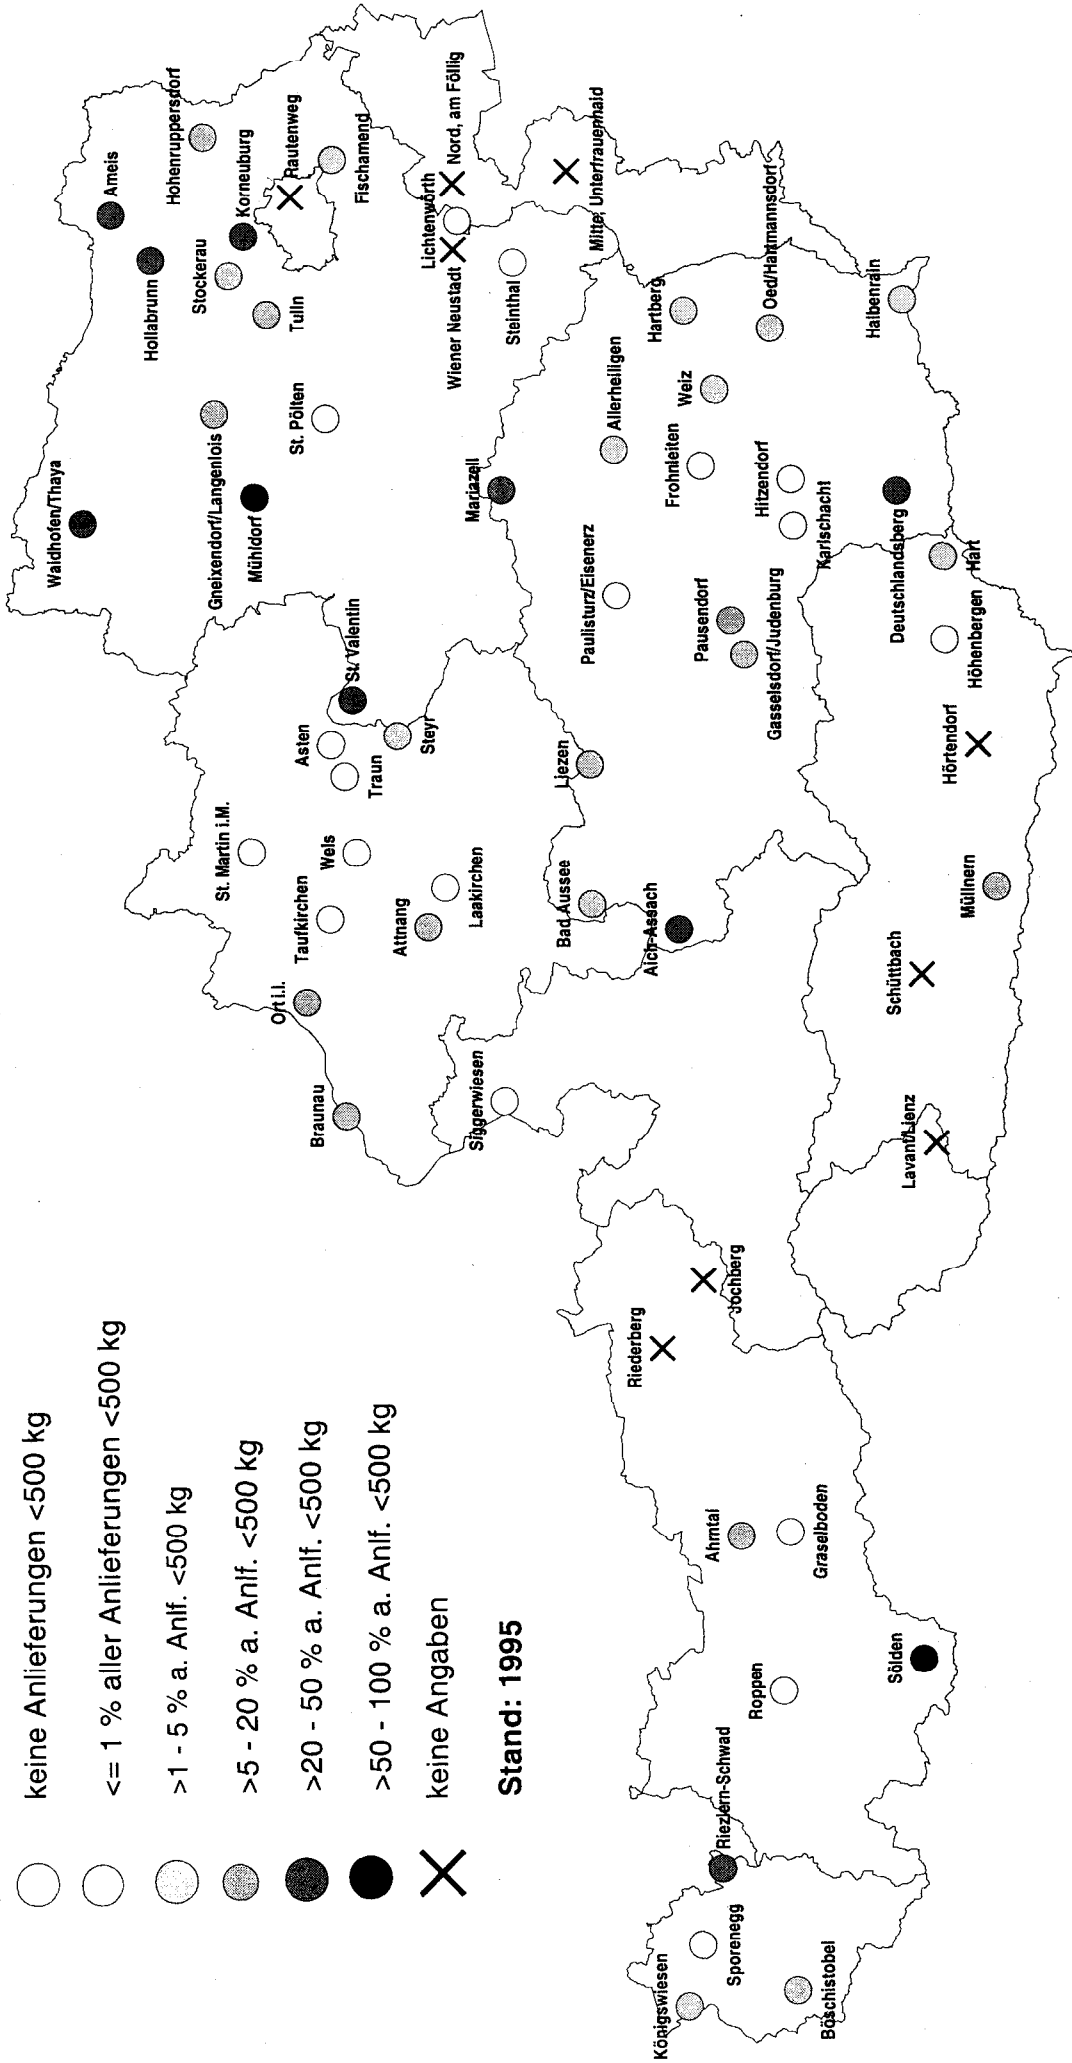 keine Anlieferungen <500 kg
<= 1 % aller Anlieferungen <500 kg
>1 - 5 % a. Anlf. <500 kg
>5 - 20 % a. Anlf. <500 kg
>20 - 50 % a. Anlf. <500 kg
>50 - 100 % a. Anlf. <500 kg
keine Angaben
Stand: 1995
Waidhofen/Thaya
Ameis
Hollabrunn
Hohenruppersdorf
Stockerau
Korneuburg
Rautenweg
Gneixendorf/Langenlois
Tulln
Mühldorf
St. Pölten
Fischamend
Lichtenwörth
Nord, am Föllig
Wiener Neustadt
Steinthal
Mitte, Unterfrauenhaid
St. Martin i.M.
Asten
St. Valentin
Traun
Steyr
Wels
Taufkirchen
Ort i.I.
Attnang
Laakirchen
Braunau
Siggerwiesen
Mariazell
Liezen
Bad Aussee
Aich-Assach
Paulisturz/Eisenerz
Allerheiligen
Hartberg
Weiz
Frohnleiten
Oed/Hartmannsdorf
Pausendorf
Gasselsdorf/Judenburg
Hitzendorf
Karlschacht
Halbenrain
Deutschlandsberg
Hart
Höhenbergen
Hörtendorf
Müllnern
Schüttbach
Lavant/Lienz
Jochberg
Riederberg
Ahrntal
Graselboden
Roppen
Sölden
Riezlern-Schwad
Sporenegg
Königswiesen
Böschistobel